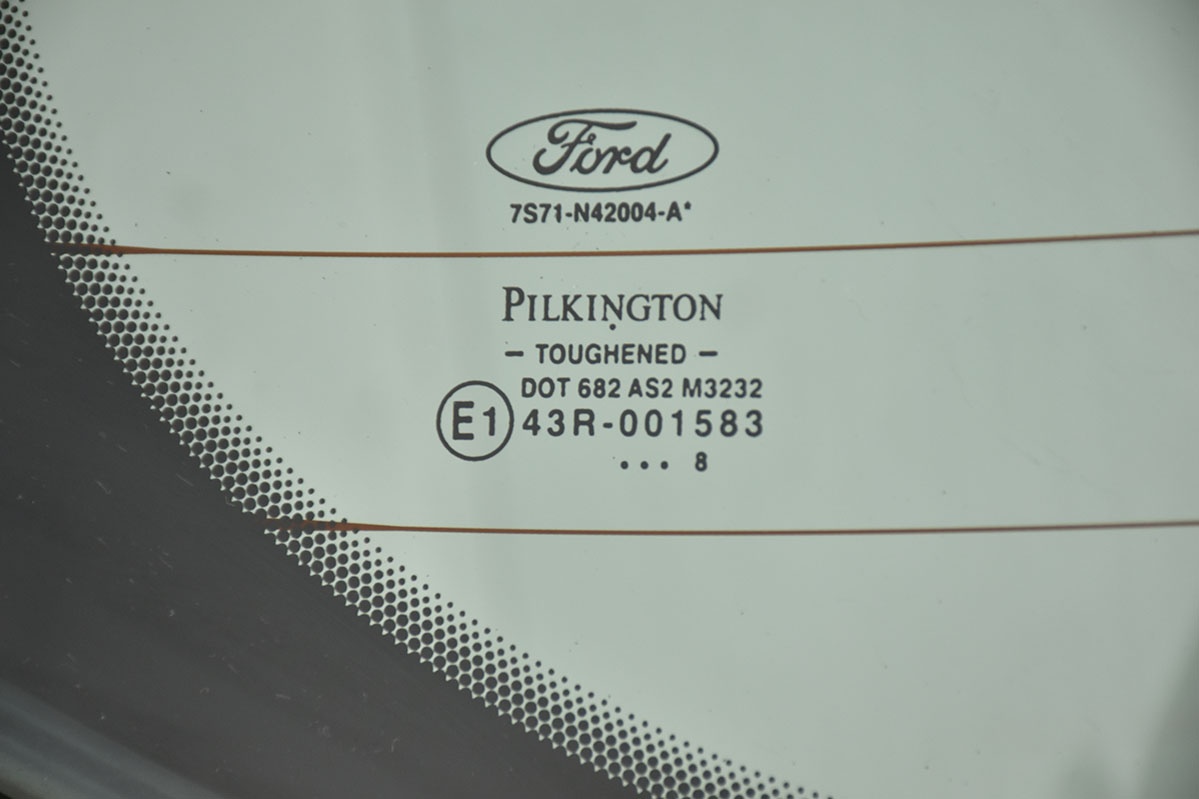 Ford
7S71-N42004-A*
PILKINGTON
- TOUGHENED -
DOT 682 AS2 M3232
E1 43R-001583
... 8